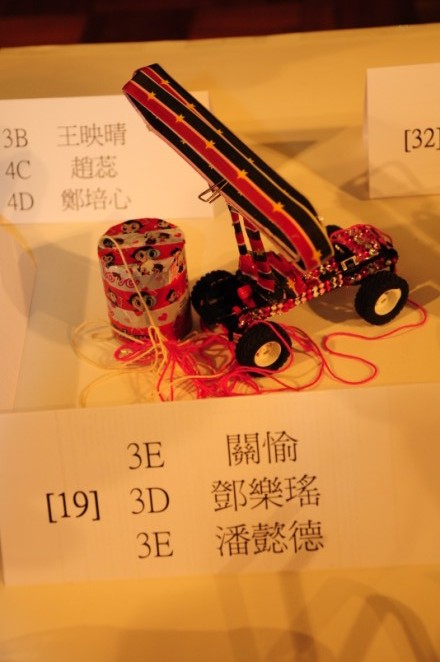 3B 王映晴
4C 趙蕊
4D 鄭培心
[32]
3E 關愉
[19] 3D 鄧樂瑤
3E 潘懿德